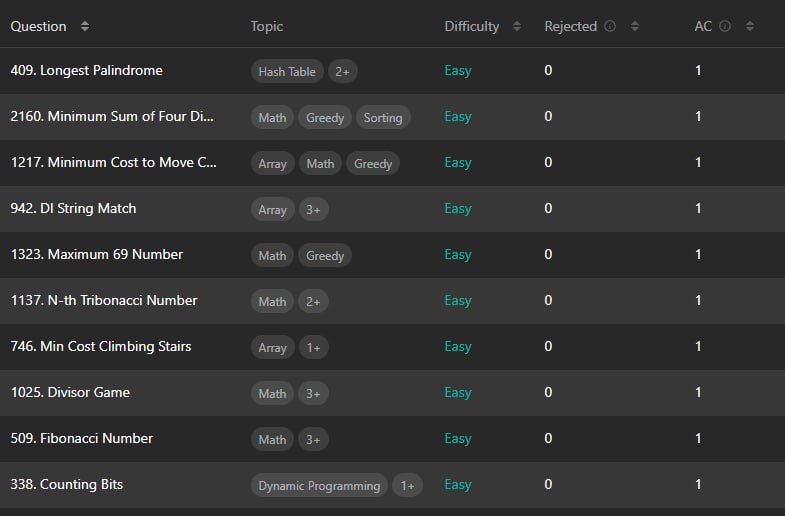 Question Topic Difficulty Rejected AC
409. Longest Palindrome Hash Table 2+ Easy 0 1
2160. Minimum Sum of Four Di... Math Greedy Sorting Easy 0 1
1217. Minimum Cost to Move C... Array Math Greedy Easy 0 1
942. DI String Match Array 3+ Easy 0 1
1323. Maximum 69 Number Math Greedy Easy 0 1
1137. N-th Tribonacci Number Math 2+ Easy 0 1
746. Min Cost Climbing Stairs Array 1+ Easy 0 1
1025. Divisor Game Math 3+ Easy 0 1
509. Fibonacci Number Math 3+ Easy 0 1
338. Counting Bits Dynamic Programming 1+ Easy 0 1